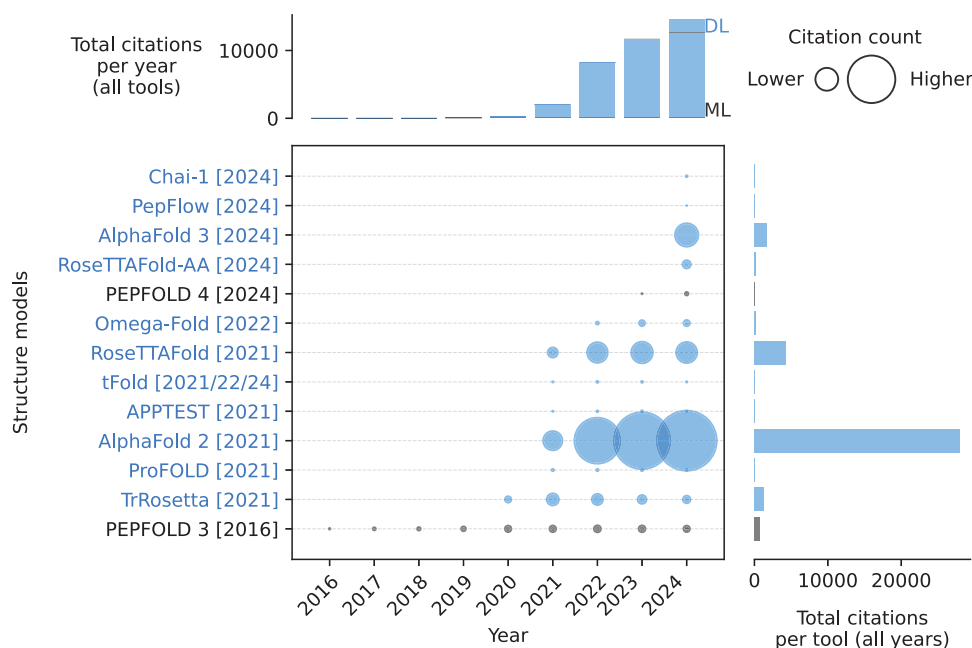 Total citations
per year
(all tools)
10000
0
DL
ML
Citation count
Lower
Higher
Structure models
Chai-1 [2024]
PepFlow [2024]
AlphaFold 3 [2024]
RoseTTAFold-AA [2024]
PEPFOLD 4 [2024]
Omega-Fold [2022]
RoseTTAFold [2021]
tFold [2021/22/24]
APPTEST [2021]
AlphaFold 2 [2021]
ProFOLD [2021]
TrRosetta [2021]
PEPFOLD 3 [2016]
2016 2017 2018 2019 2020 2021 2022 2023 2024
Year
0 10000 20000
Total citations
per tool (all years)